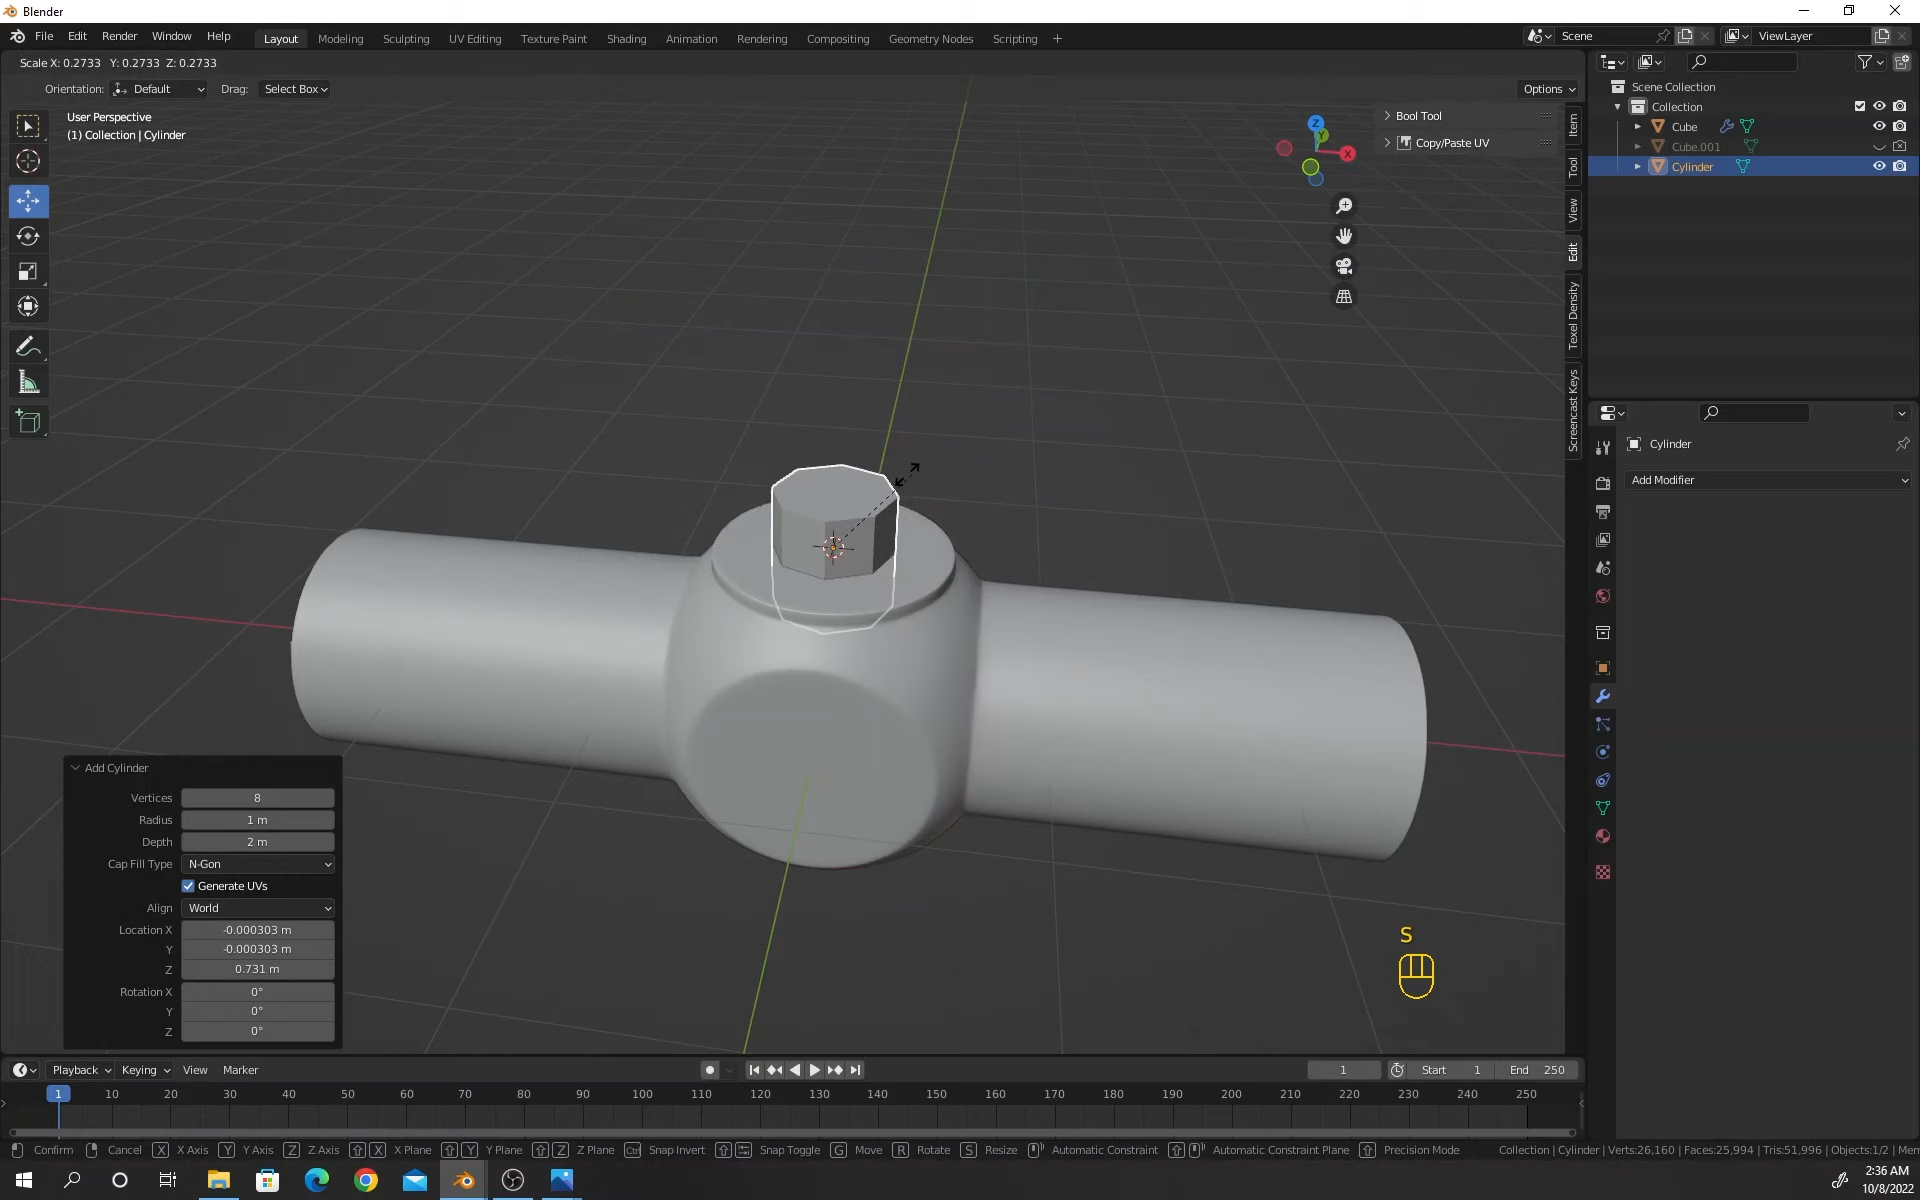 Blender
File Edit Render Window Help
Layout Modeling Sculpting UV Editing Texture Paint Shading Animation Rendering Compositing Geometry Nodes Scripting +
Scene
ViewLayer
Scale X: 0.2733 Y: 0.2733 Z: 0.2733
Orientation: Default Drag: Select Box
Options
User Perspective
(1) Collection | Cylinder
Z
Y
X
Bool Tool
Copy/Paste UV
Item
Tool
View
Edit
Texel Density
Screencast Keys
Scene Collection
Collection
Cube
Cube.001
Cylinder
Cylinder
Add Modifier
Add Cylinder
Vertices 8
Radius 1 m
Depth 2 m
Cap Fill Type N-Gon
Generate UVs
Align World
Location X -0.000303 m
Y -0.000303 m
Z 0.731 m
Rotation X 0°
Y 0°
Z 0°
S
Playback Keying View Marker
1 Start 1 End 250
1 10 20 30 40 50 60 70 80 90 100 110 120 130 140 150 160 170 180 190 200 210 220 230 240 250
Confirm Cancel X X Axis Y Y Axis Z Z Axis X X Plane Y Y Plane Z Z Plane Ctrl Snap Invert Snap Toggle G Move R Rotate S Resize Automatic Constraint Automatic Constraint Plane Precision Mode Collection | Cylinder | Verts:26,160 | Faces:25,994 | Tris:51,996 | Objects:1/2 | Mem
2:36 AM
10/8/2022